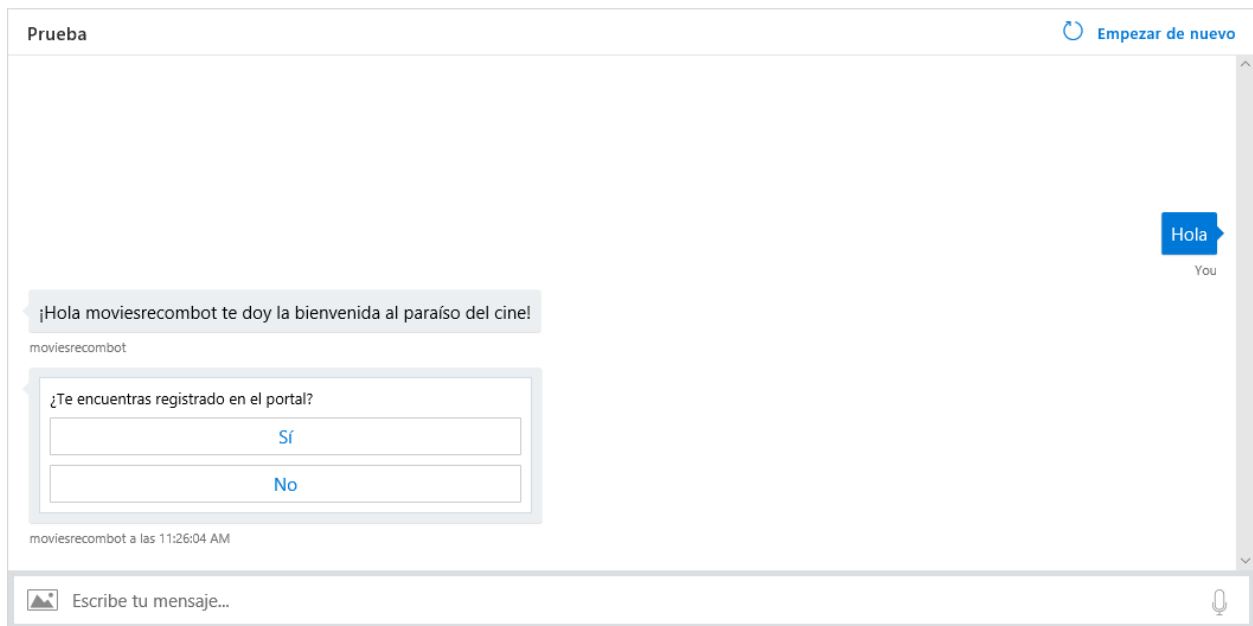 Prueba
Empezar de nuevo
Hola
You
¡Hola moviesrecombot te doy la bienvenida al paraíso del cine!
moviesrecombot
¿Te encuentras registrado en el portal?
Sí
No
moviesrecombot a las 11:26:04 AM
Escribe tu mensaje...